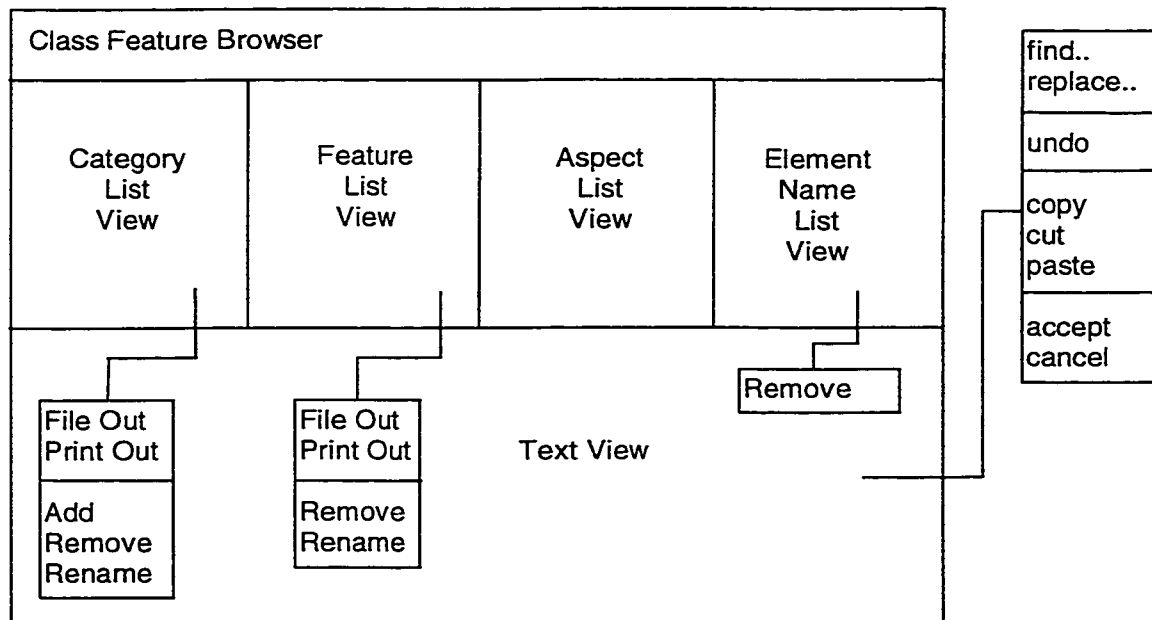 Class Feature Browser
Category
List
View
Feature
List
View
Aspect
List
View
Element
Name
List
View
find..
replace..
undo
copy
cut
paste
accept
cancel
File Out
Print Out
Add
Remove
Rename
File Out
Print Out
Remove
Rename
Text View
Remove